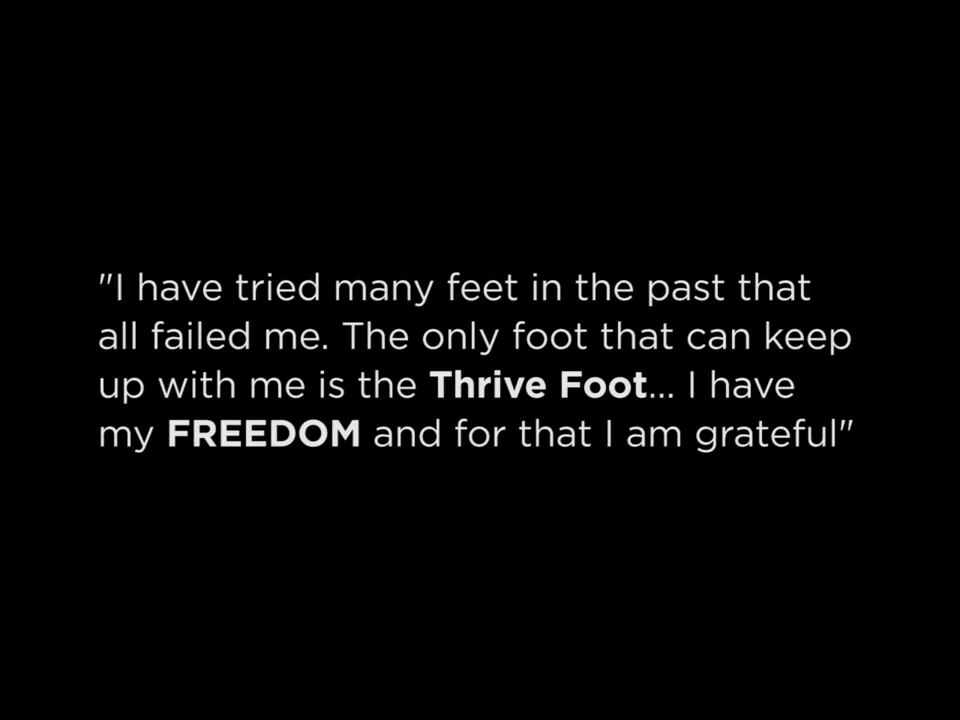 "I have tried many feet in the past that
all failed me. The only foot that can keep
up with me is the Thrive Foot... I have
my FREEDOM and for that I am grateful"